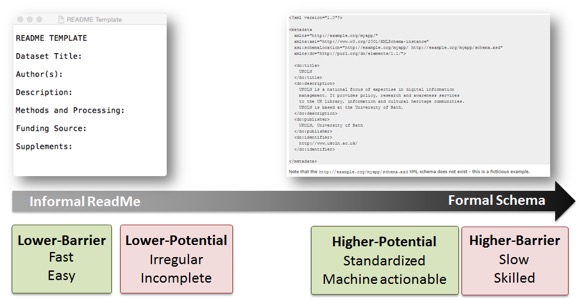 README Template
README TEMPLATE
Dataset Title:
Author(s):
Description:
Methods and Processing:
Funding Source:
Supplements:
<?xml version="1.0"?>
<metadata
xmlns="http://example.org/myapp/"
xmlns:xsi="http://www.w3.org/2001/XMLSchema-instance"
xsi:schemaLocation="http://example.org/myapp/ http://example.org/myapp/schema.xsd"
xmlns:dc="http://purl.org/dc/elements/1.1/">
<dc:title>
UKOLN
</dc:title>
<dc:description>
UKOLN is a national focus of expertise in digital information
management. It provides policy, research and awareness services
to the UK library, information and cultural heritage communities.
UKOLN is based at the University of Bath.
</dc:description>
<dc:publisher>
UKOLN, University of Bath
</dc:publisher>
<dc:identifier>
http://www.ukoln.ac.uk/
</dc:identifier>
</metadata>
Note that the http://example.org/myapp/schema.xsd XML schema does not exist - this is a ficticious example.
Informal ReadMe
Formal Schema
Lower-Barrier
Fast
Easy
Lower-Potential
Irregular
Incomplete
Higher-Potential
Standardized
Machine actionable
Higher-Barrier
Slow
Skilled